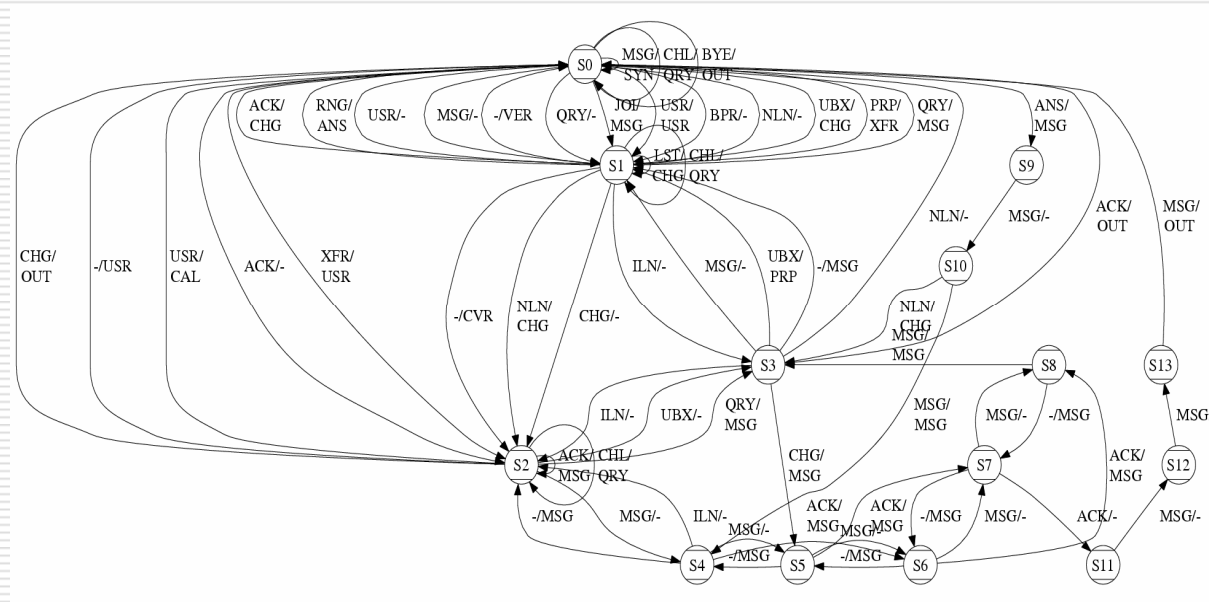 S0
MSG/ CHL/ BYE/
SYN QRY OUT
ACK/
CHG
RNG/
ANS
USR/-
MSG/-
-/VER
QRY/-
JOI/
MSG
USR/
USR
BPR/-
NLN/-
UBX/
CHG
PRP/
XFR
QRY/
MSG
ANS/
MSG
S1
LST/ CHL/
CHG QRY
S9
CHG/
OUT
-/USR
USR/
CAL
ACK/-
XFR/
USR
NLN/-
MSG/-
ACK/
OUT
MSG/
OUT
ILN/-
MSG/-
UBX/
PRP
-/MSG
S10
-/CVR
NLN/
CHG
CHG/-
NLN/
CHG
MSG/
MSG
S3
S8
S13
ILN/-
UBX/-
QRY/
MSG
MSG/
MSG
MSG/-
-/MSG
MSG
S2
ACK/ CHL/
MSG QRY
CHG/
MSG
S7
ACK/
MSG
S12
-/MSG
MSG/-
ILN/-
MSG/-
-/MSG
ACK/
MSG
MSG/-
-/MSG
ACK/
MSG
-/MSG
MSG/-
ACK/-
MSG/-
S4
S5
S6
S11